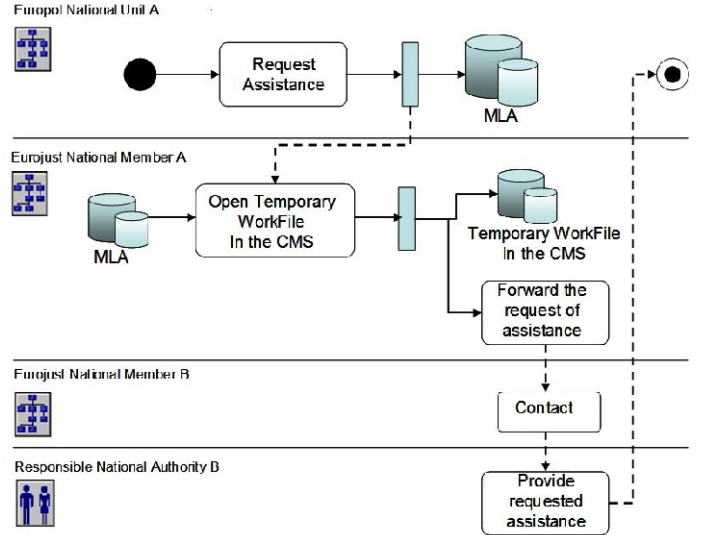 Europol National Unit A
Request
Assistance
MLA
Eurojust National Member A
Open Temporary
WorkFile
In the CMS
MLA
Temporary WorkFile
In the CMS
Forward the
request of
assistance
Eurojust National Member B
Contact
Responsible National Authority B
Provide
requested
assistance